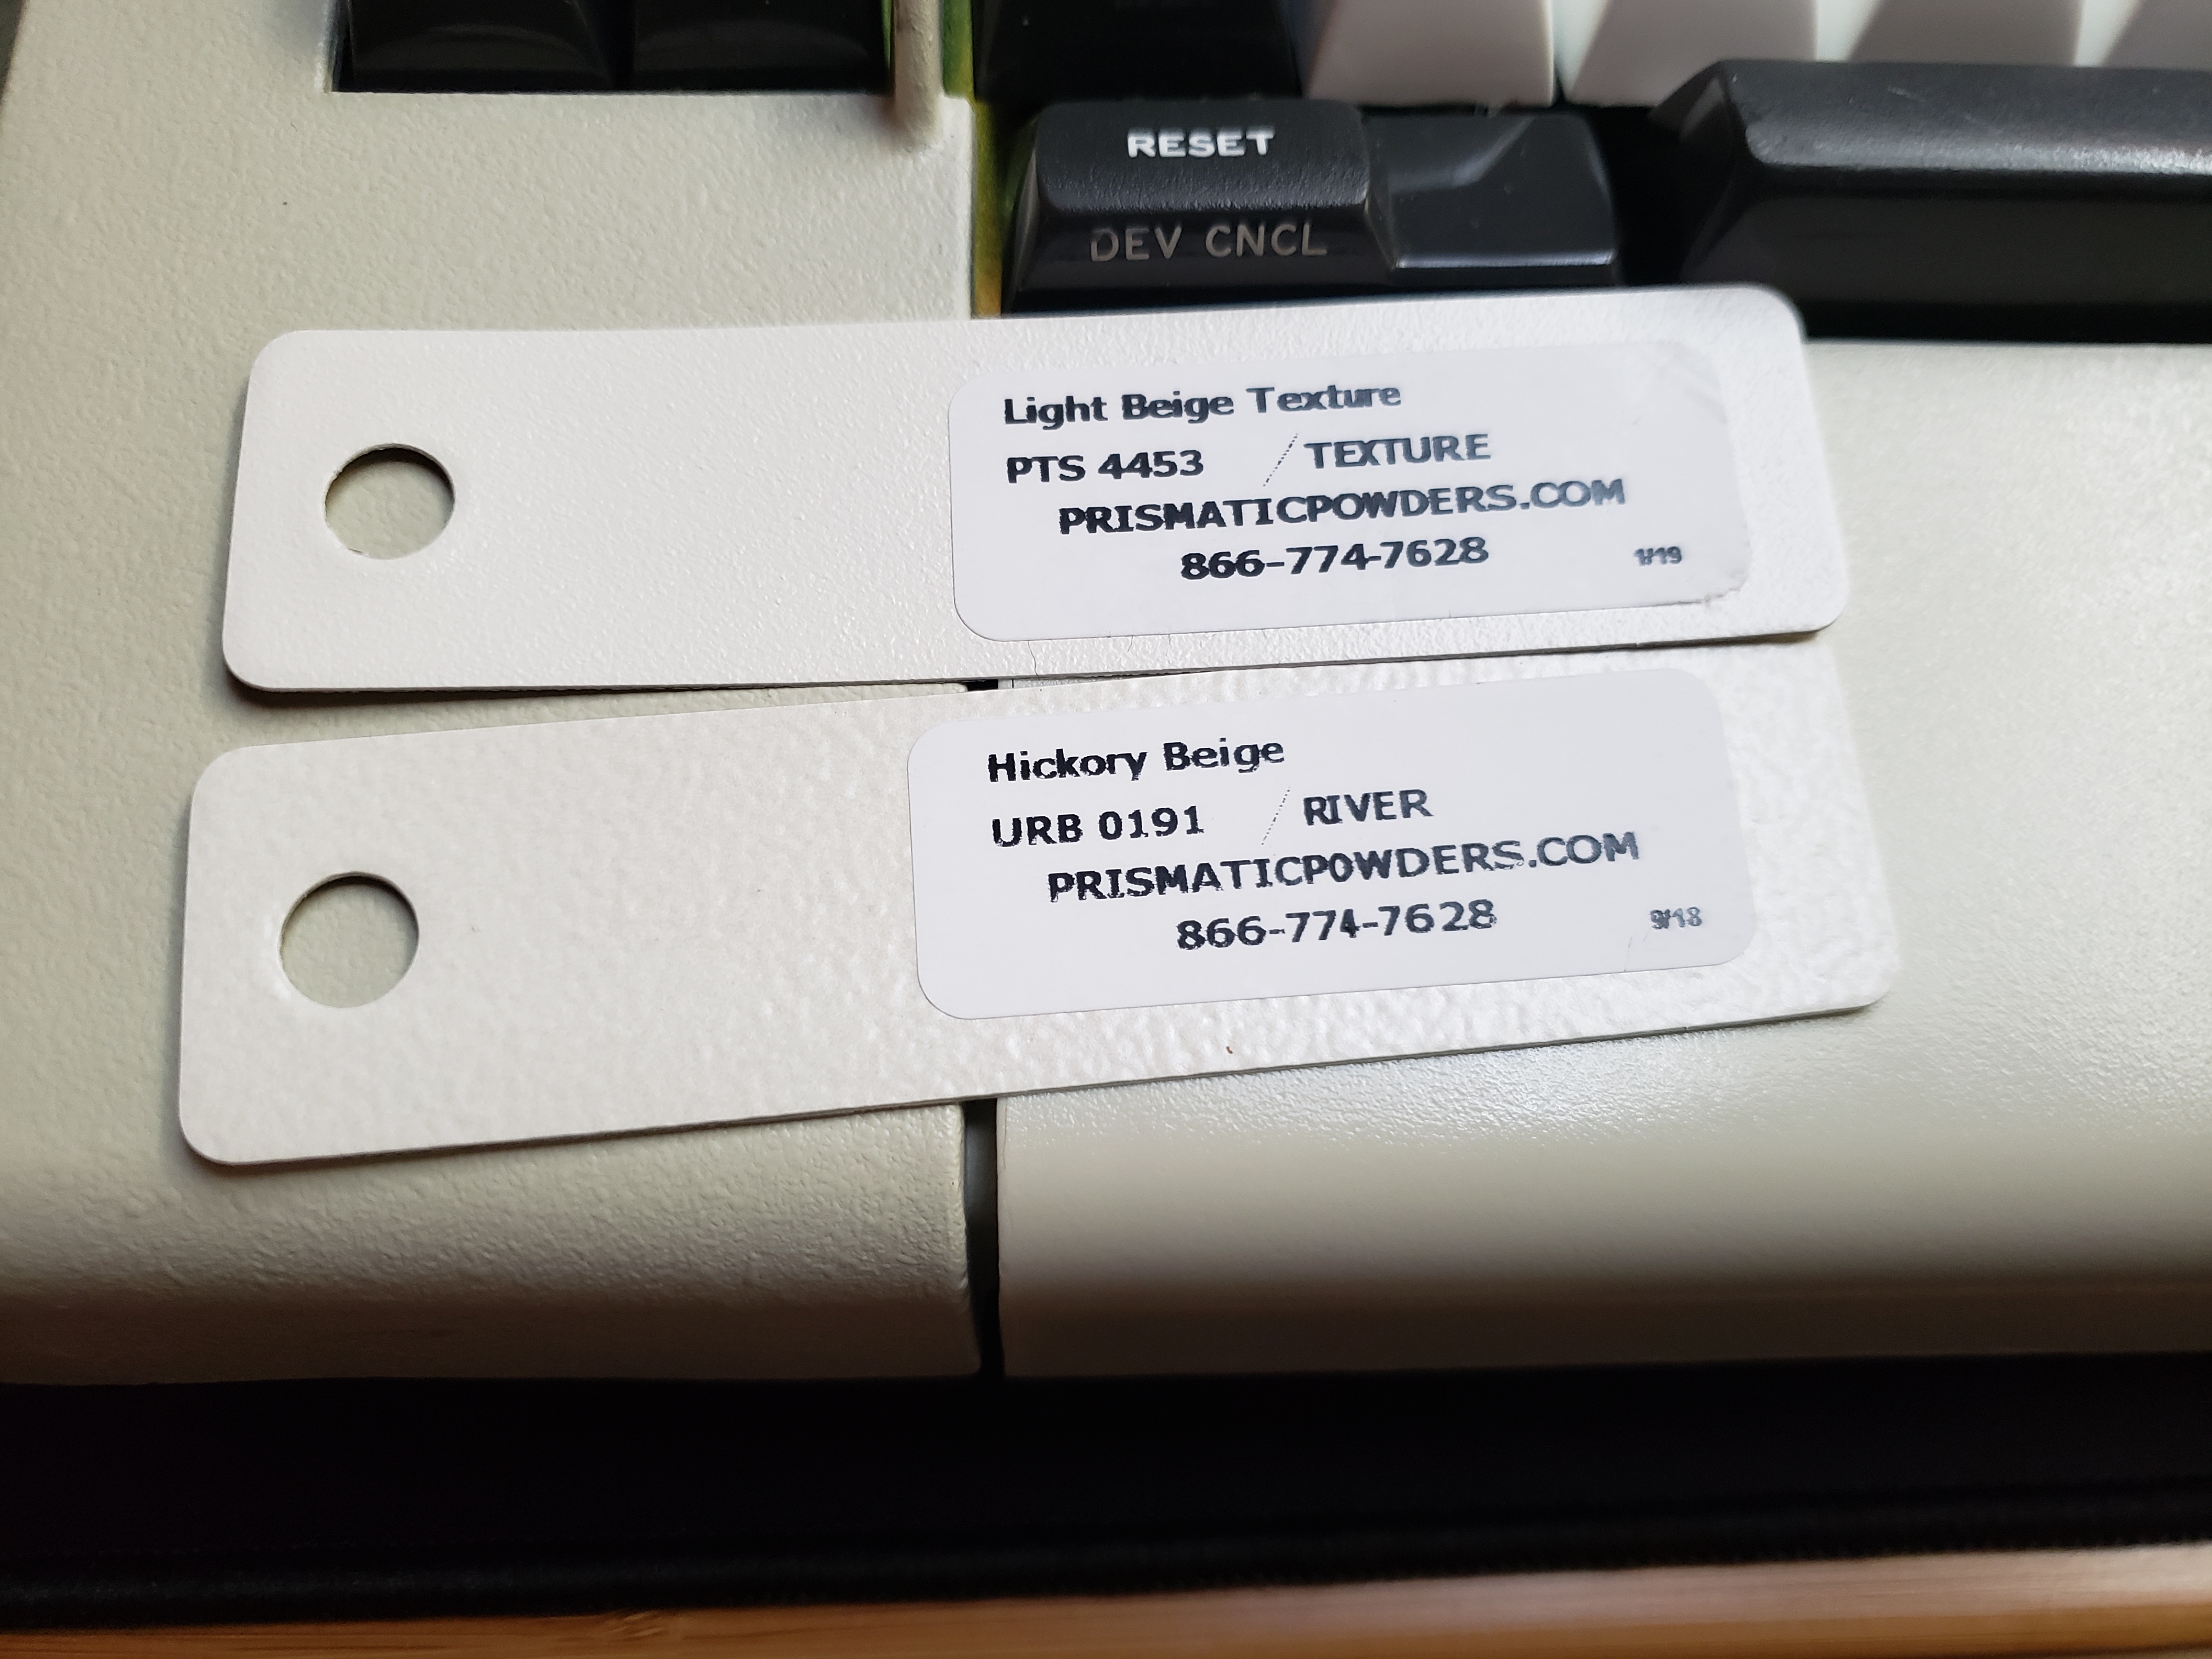 RESET
DEV CNCL
Light Beige Texture
PTS 4453 / TEXTURE
PRISMATICPOWDERS.COM
866-774-7628 1/19
Hickory Beige
URB 0191 / RIVER
PRISMATICPOWDERS.COM
866-774-7628 9/18